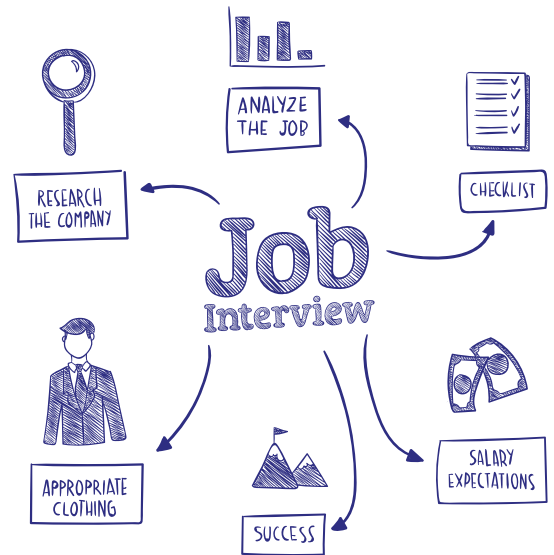 ANALYZE
THE JOB
RESEARCH
THE COMPANY
CHECKLIST
Job
Interview
APPROPRIATE
CLOTHING
SALARY
EXPECTATIONS
SUCCESS